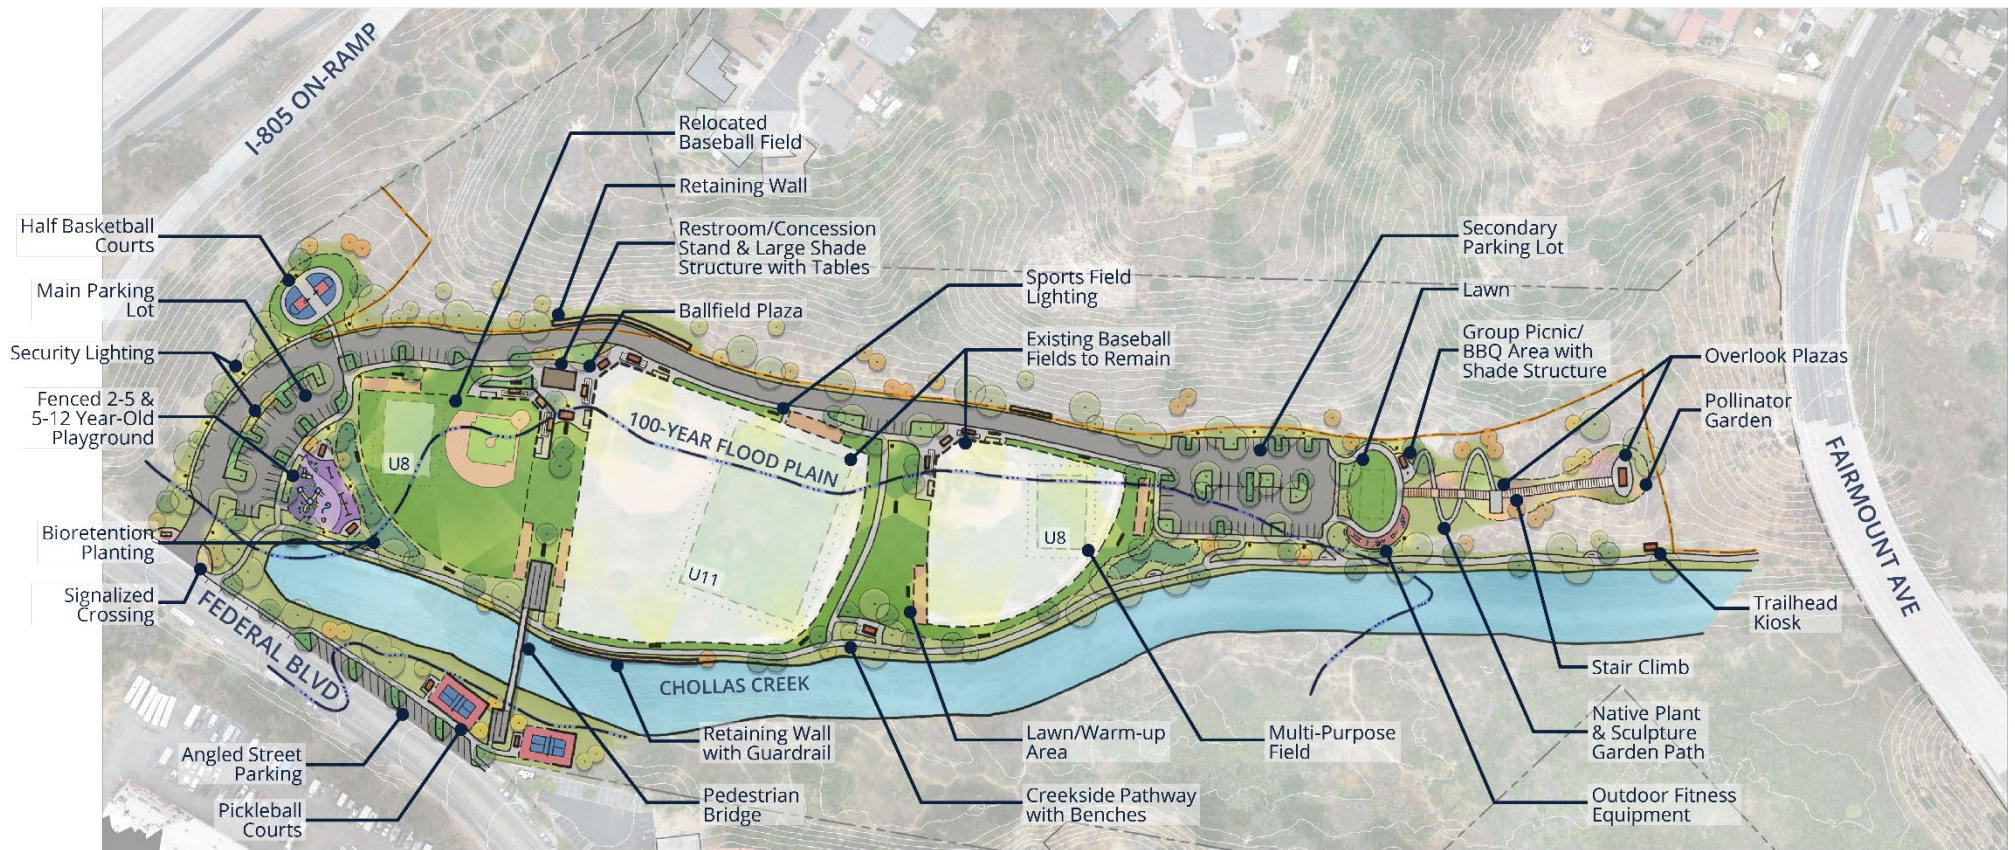 I-805 ON-RAMP
Relocated
Baseball Field
Retaining Wall
Restroom/Concession
Stand & Large Shade
Structure with Tables
Ballfield Plaza
Half Basketball
Courts
Main Parking
Lot
Security Lighting
Fenced 2-5 &
5-12 Year-Old
Playground
Bioretention
Planting
Signalized
Crossing
FEDERAL BLVD
Angled Street
Parking
Pickleball
Courts
Sports Field
Lighting
Existing Baseball
Fields to Remain
100-YEAR FLOOD PLAIN
U8
U11
U8
CHOLLAS CREEK
Retaining Wall
with Guardrail
Pedestrian
Bridge
Lawn/Warm-up
Area
Creekside Pathway
with Benches
Multi-Purpose
Field
Secondary
Parking Lot
Lawn
Group Picnic/
BBQ Area with
Shade Structure
Overlook Plazas
Pollinator
Garden
FAIRMOUNT AVE
Trailhead
Kiosk
Stair Climb
Native Plant
& Sculpture
Garden Path
Outdoor Fitness
Equipment